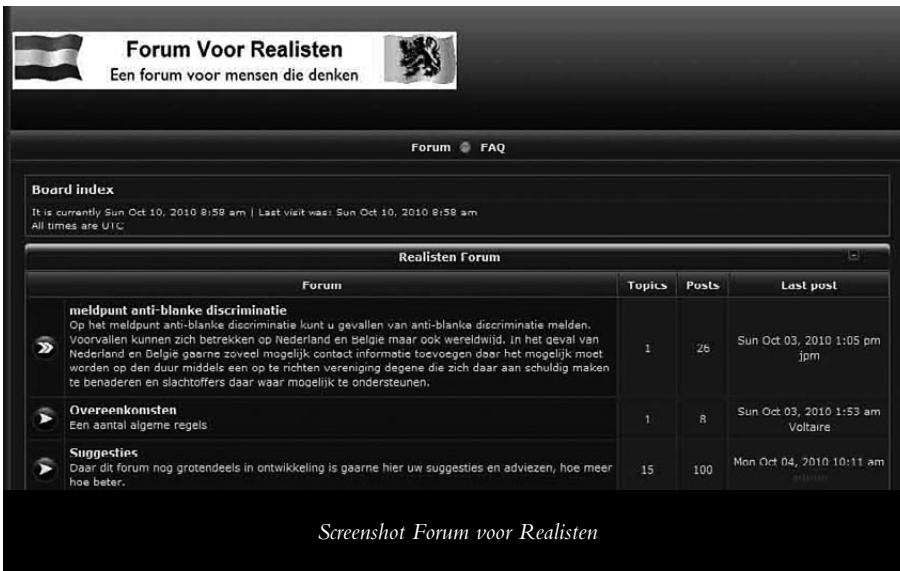 Forum Voor Realisten
Een forum voor mensen die denken
Forum FAQ
Board index
It is currently Sun Oct 10, 2010 8:58 am | Last visit was: Sun Oct 10, 2010 8:58 am
All times are UTC
Realisten Forum
Forum Topics Posts Last post
meldpunt anti-blanke discriminatie
Op het meldpunt anti-blanke discriminatie kunt u gevallen van anti-blanke discriminatie melden.
Voorvallen kunnen zich betrekken op Nederland en België maar ook wereldwijd. In het geval van
Nederland en België gaarne zoveel mogelijk contact informatie toevoegen daar het mogelijk moet
worden op den duur middels een op te richten vereniging degene die zich daar aan schuldig maken
te benaderen en slachtoffers daar waar mogelijk te ondersteunen.
1 26 Sun Oct 03, 2010 1:05 pm
jpm
Overeenkomsten
Een aantal algeme regels
1 8 Sun Oct 03, 2010 1:53 am
Voltaire
Suggesties
Daar dit forum nog grotendeels in ontwikkeling is gaarne hier uw suggesties en adviezen, hoe meer
hoe beter.
15 100 Mon Oct 04, 2010 10:11 am
Screenshot Forum voor Realisten